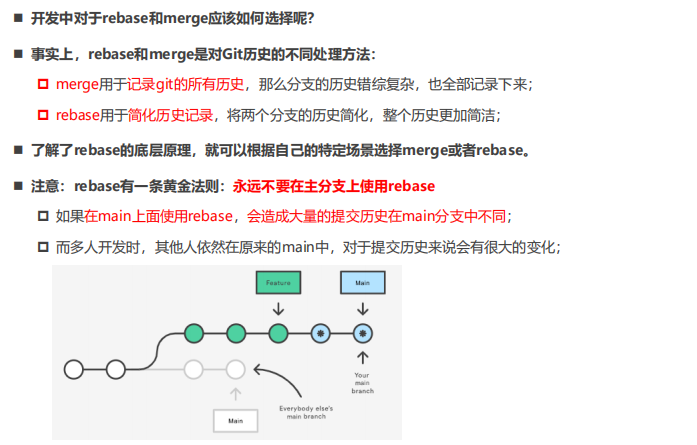 开发中对于rebase和merge应该如何选择呢?
事实上，rebase和merge是对Git历史的不同处理方法：
merge用于记录git的所有历史，那么分支的历史错综复杂，也全部记录下来；
rebase用于简化历史记录，将两个分支的历史简化，整个历史更加简洁；
了解了rebase的底层原理，就可以根据自己的特定场景选择merge或者rebase。
注意：rebase有一条黄金法则：永远不要在主分支上使用rebase
如果在main上面使用rebase，会造成大量的提交历史在main分支中不同；
而多人开发时，其他人依然在原来的main中，对于提交历史来说会有很大的变化；
Feature
Main
Your
main
branch
Everybody else's
main branch
Main